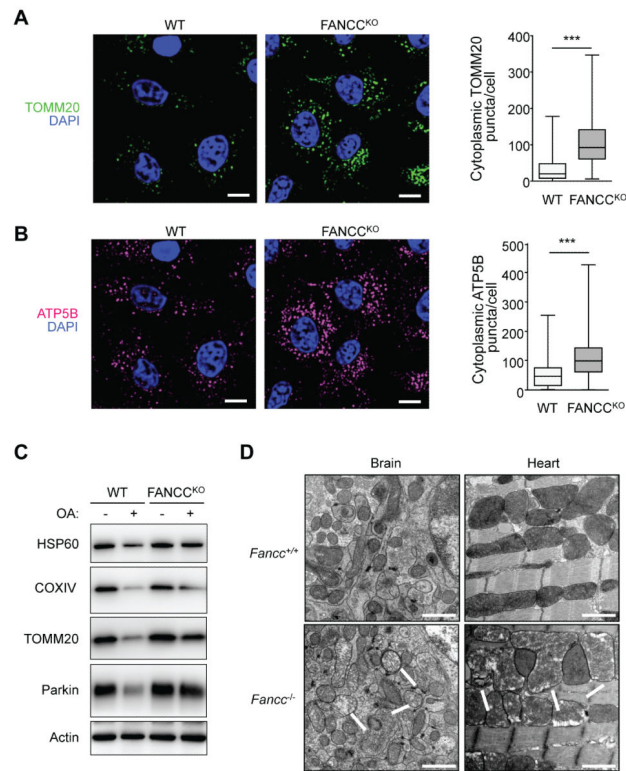 A
WT
FANCC^KO
TOMM20
DAPI
***
Cytoplasmic TOMM20
puncta/cell
400
300
200
100
0
WT FANCC^KO
B
WT
FANCC^KO
ATP5B
DAPI
***
Cytoplasmic ATP5B
puncta/cell
500
400
300
200
100
0
WT FANCC^KO
C
WT FANCC^KO
OA: - + - +
HSP60
COXIV
TOMM20
Parkin
Actin
D
Brain Heart
Fancc^+/+
Fancc^-/-